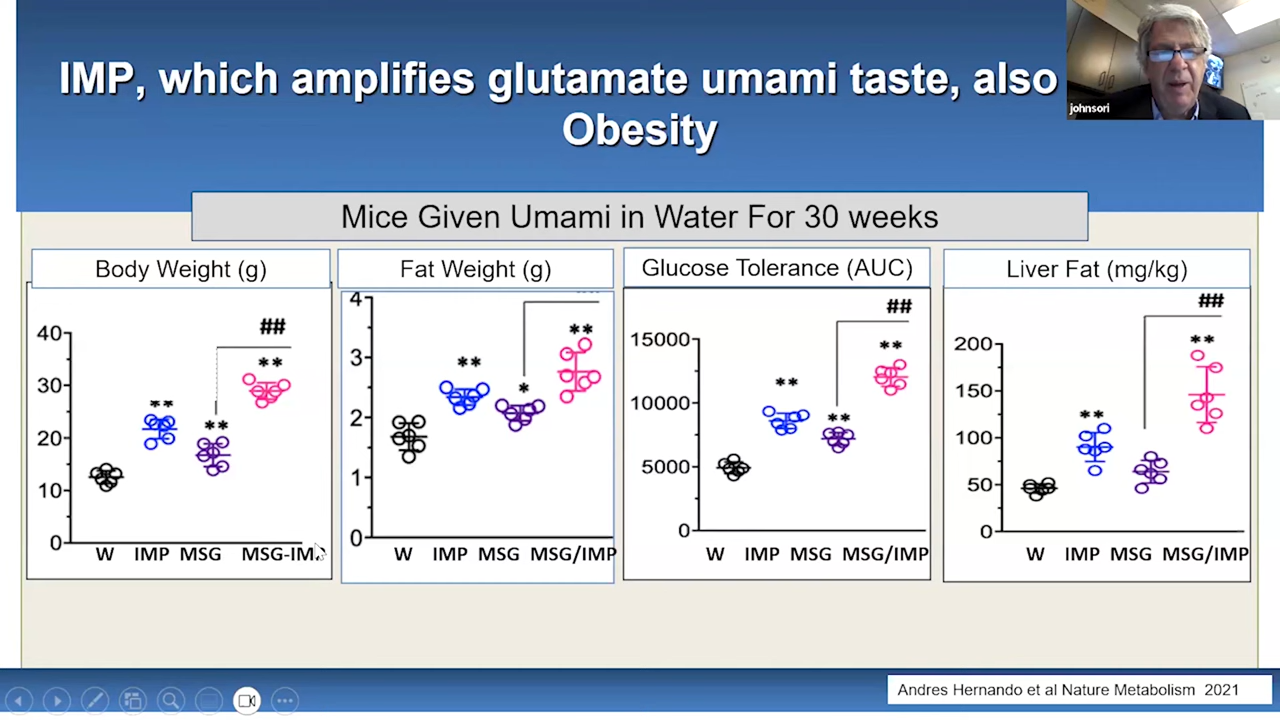 IMP, which amplifies glutamate umami taste, also
Obesity
johnsori
Mice Given Umami in Water For 30 weeks
Body Weight (g)
40
30
20
10
0
##
**
**
**
W IMP MSG MSG-IM
Fat Weight (g)
4
3
2
1
0
**
*
**
W IMP MSG MSG/IMP
Glucose Tolerance (AUC)
15000
10000
5000
0
##
**
**
**
W IMP MSG MSG/IMP
Liver Fat (mg/kg)
200
150
100
50
0
##
**
**
W IMP MSG MSG/IMP
Andres Hernando et al Nature Metabolism 2021